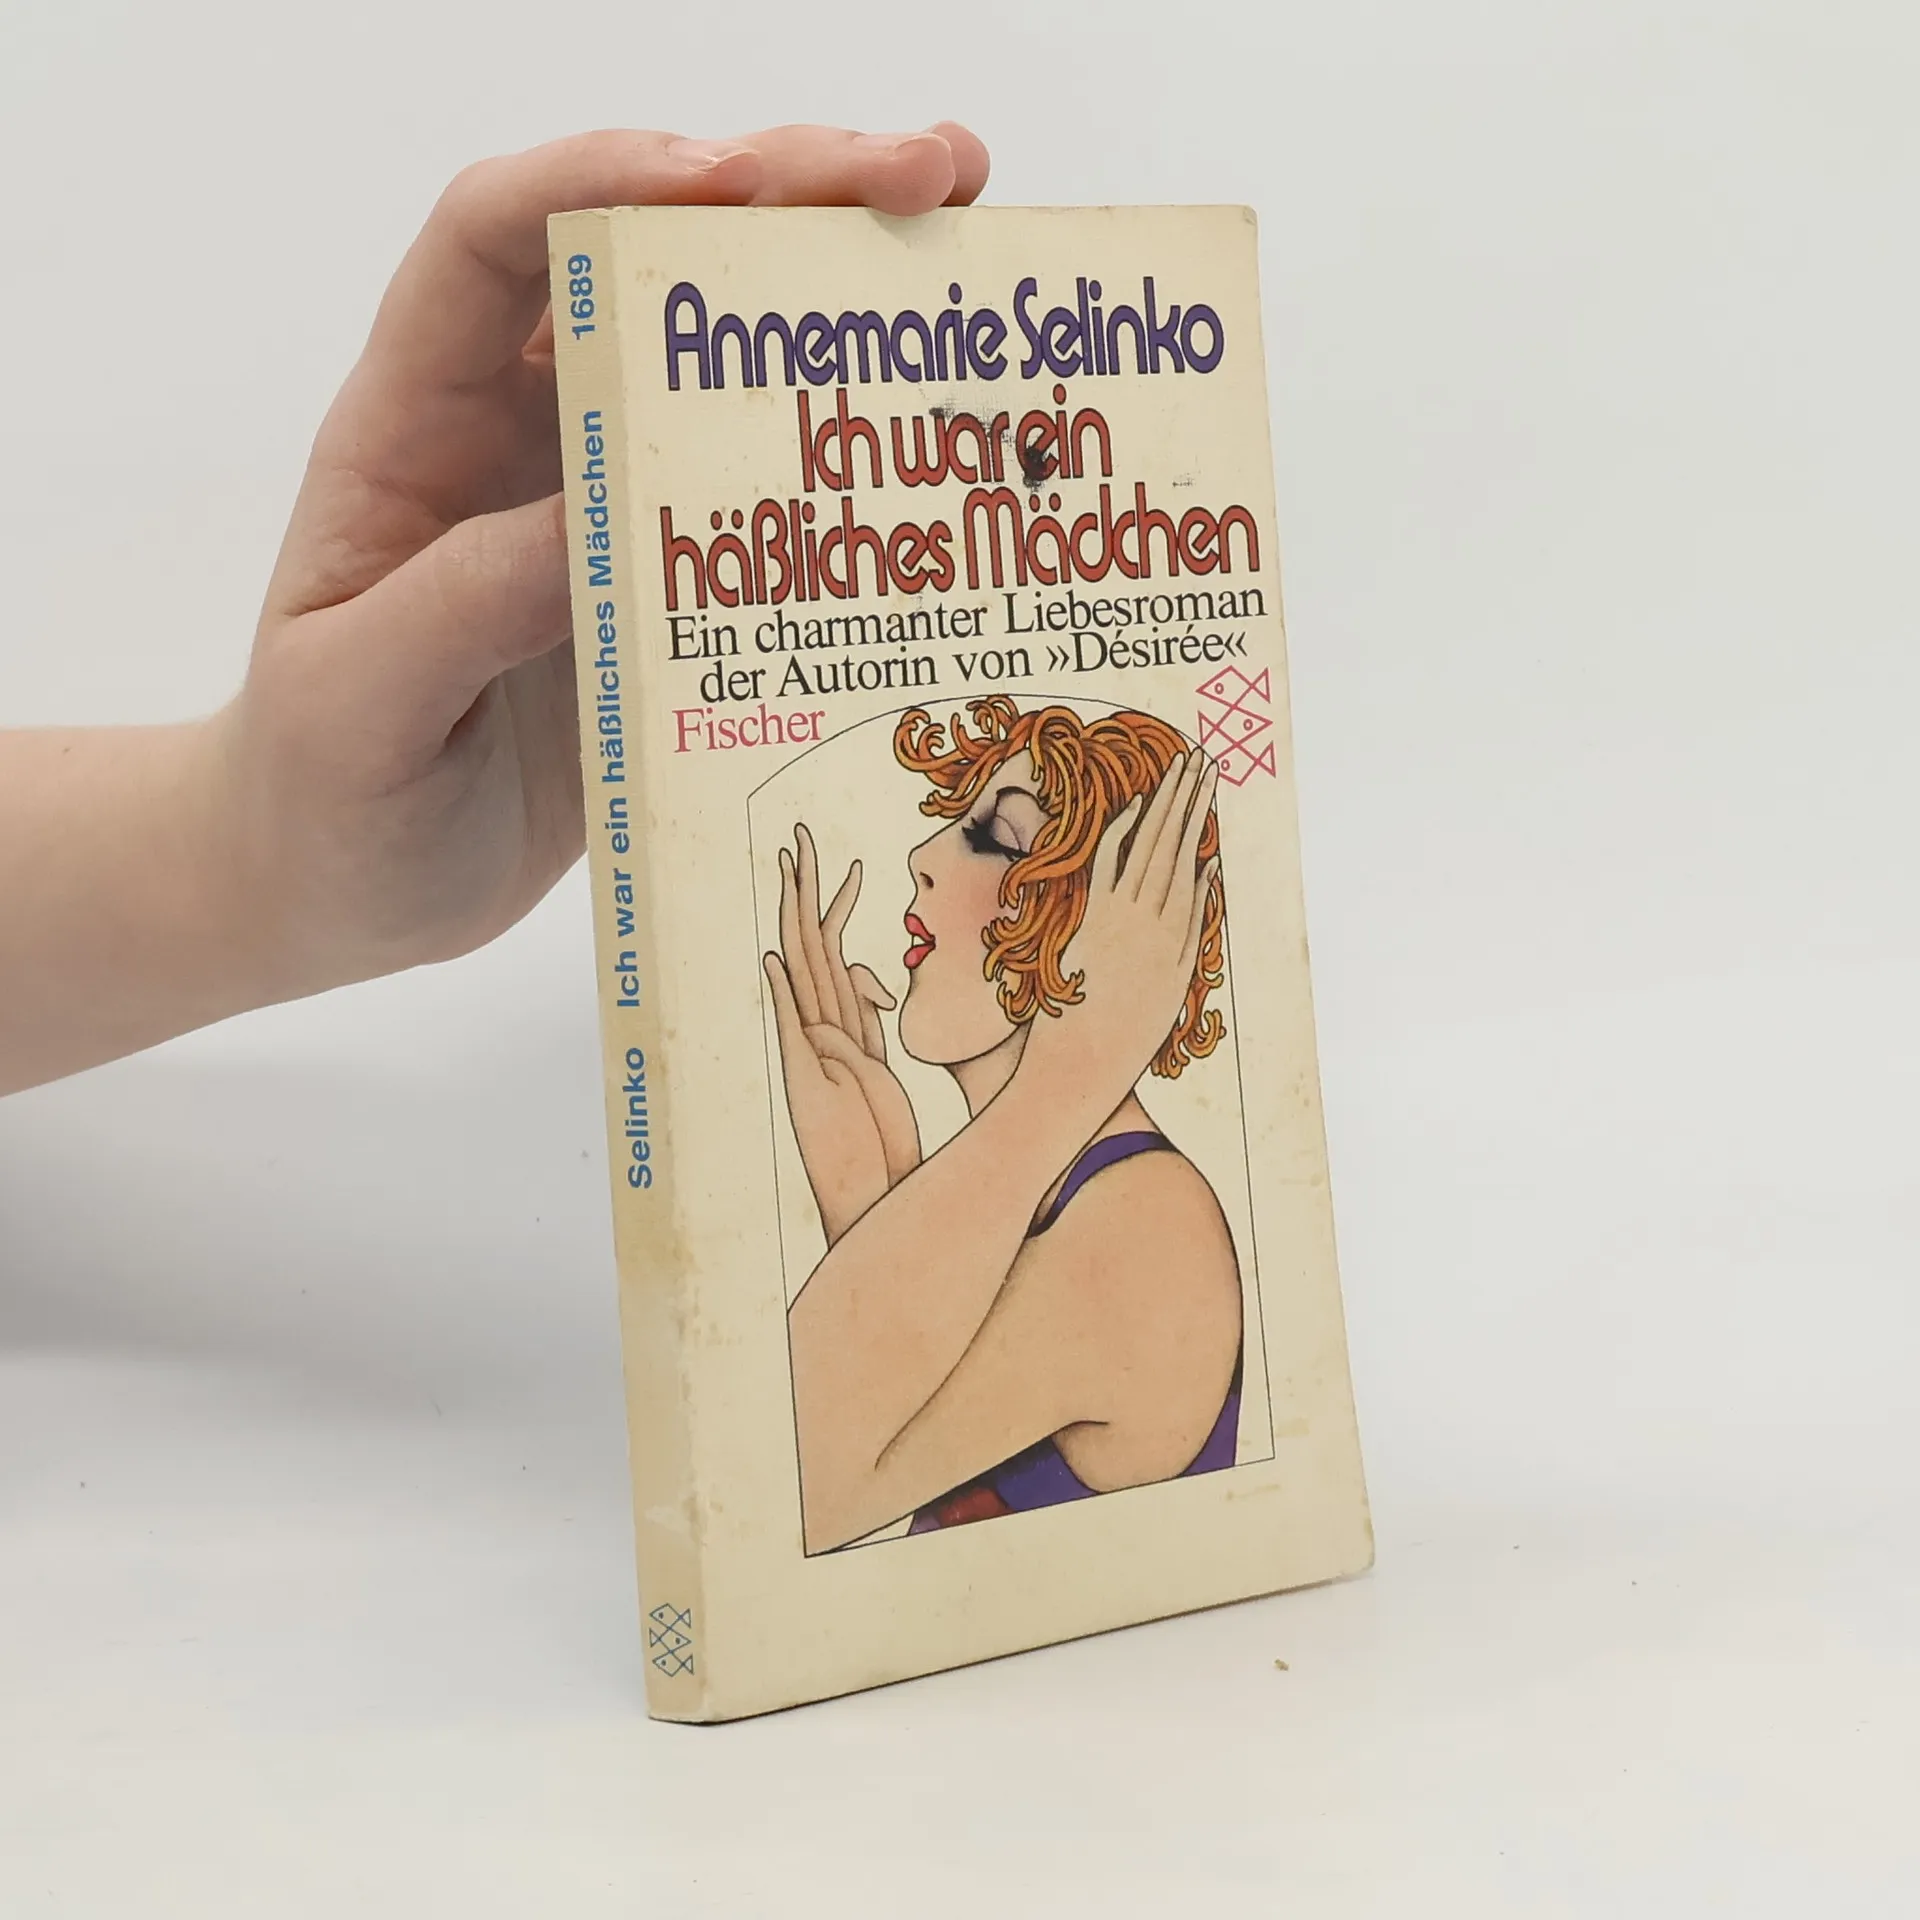 Annemarie Selinko
Ich war ein
häßliches Mädchen
Ein charmanter Liebesroman
der Autorin von »Désirée«
Fischer
Selinko Ich war ein häßliches Mädchen 1689